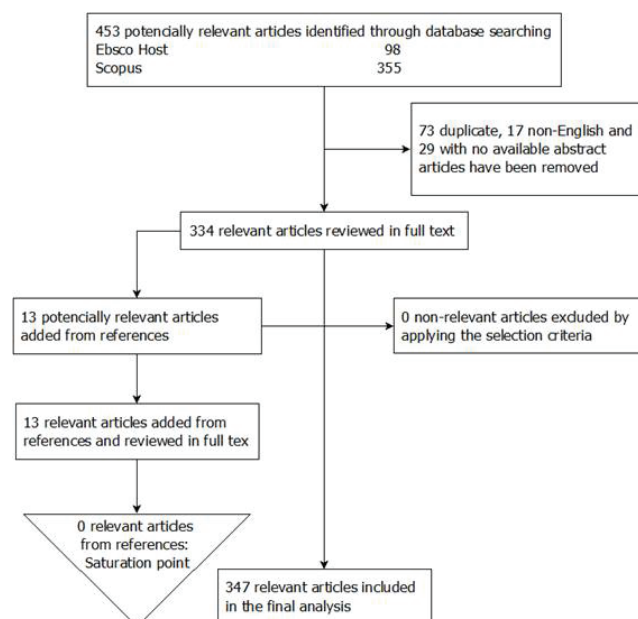 453 potencially relevant articles identified through database searching
Ebsco Host 98
Scopus 355
73 duplicate, 17 non-English and
29 with no available abstract
articles have been removed
334 relevant articles reviewed in full text
13 potencially relevant articles
added from references
0 non-relevant articles excluded by
applying the selection criteria
13 relevant articles added from
references and reviewed in full tex
0 relevant articles
from references:
Saturation point
347 relevant articles included
in the final analysis